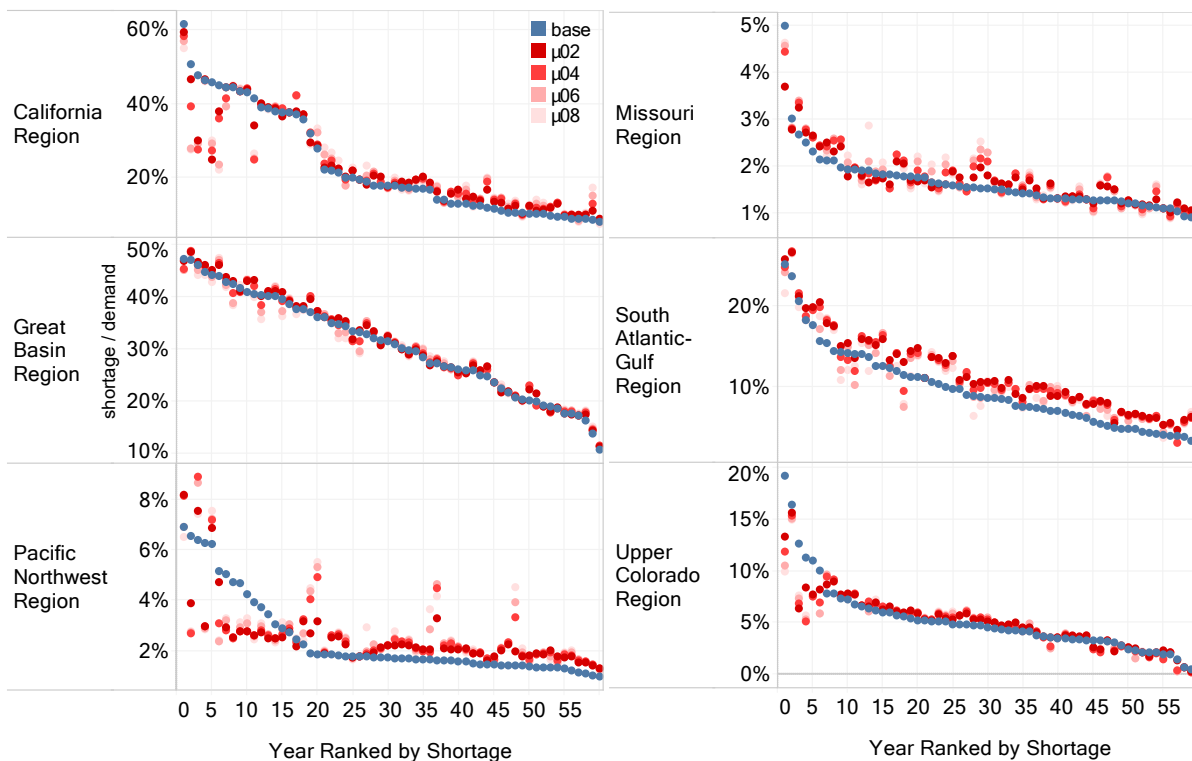 60%
40%
20%
California
Region
base
µ02
µ04
µ06
µ08
5%
4%
3%
2%
1%
Missouri
Region
50%
40%
30%
20%
10%
Great
Basin
Region
shortage / demand
20%
10%
South
Atlantic-
Gulf
Region
8%
6%
4%
2%
Pacific
Northwest
Region
20%
15%
10%
5%
0%
Upper
Colorado
Region
0 5 10 15 20 25 30 35 40 45 50 55
Year Ranked by Shortage
0 5 10 15 20 25 30 35 40 45 50 55
Year Ranked by Shortage